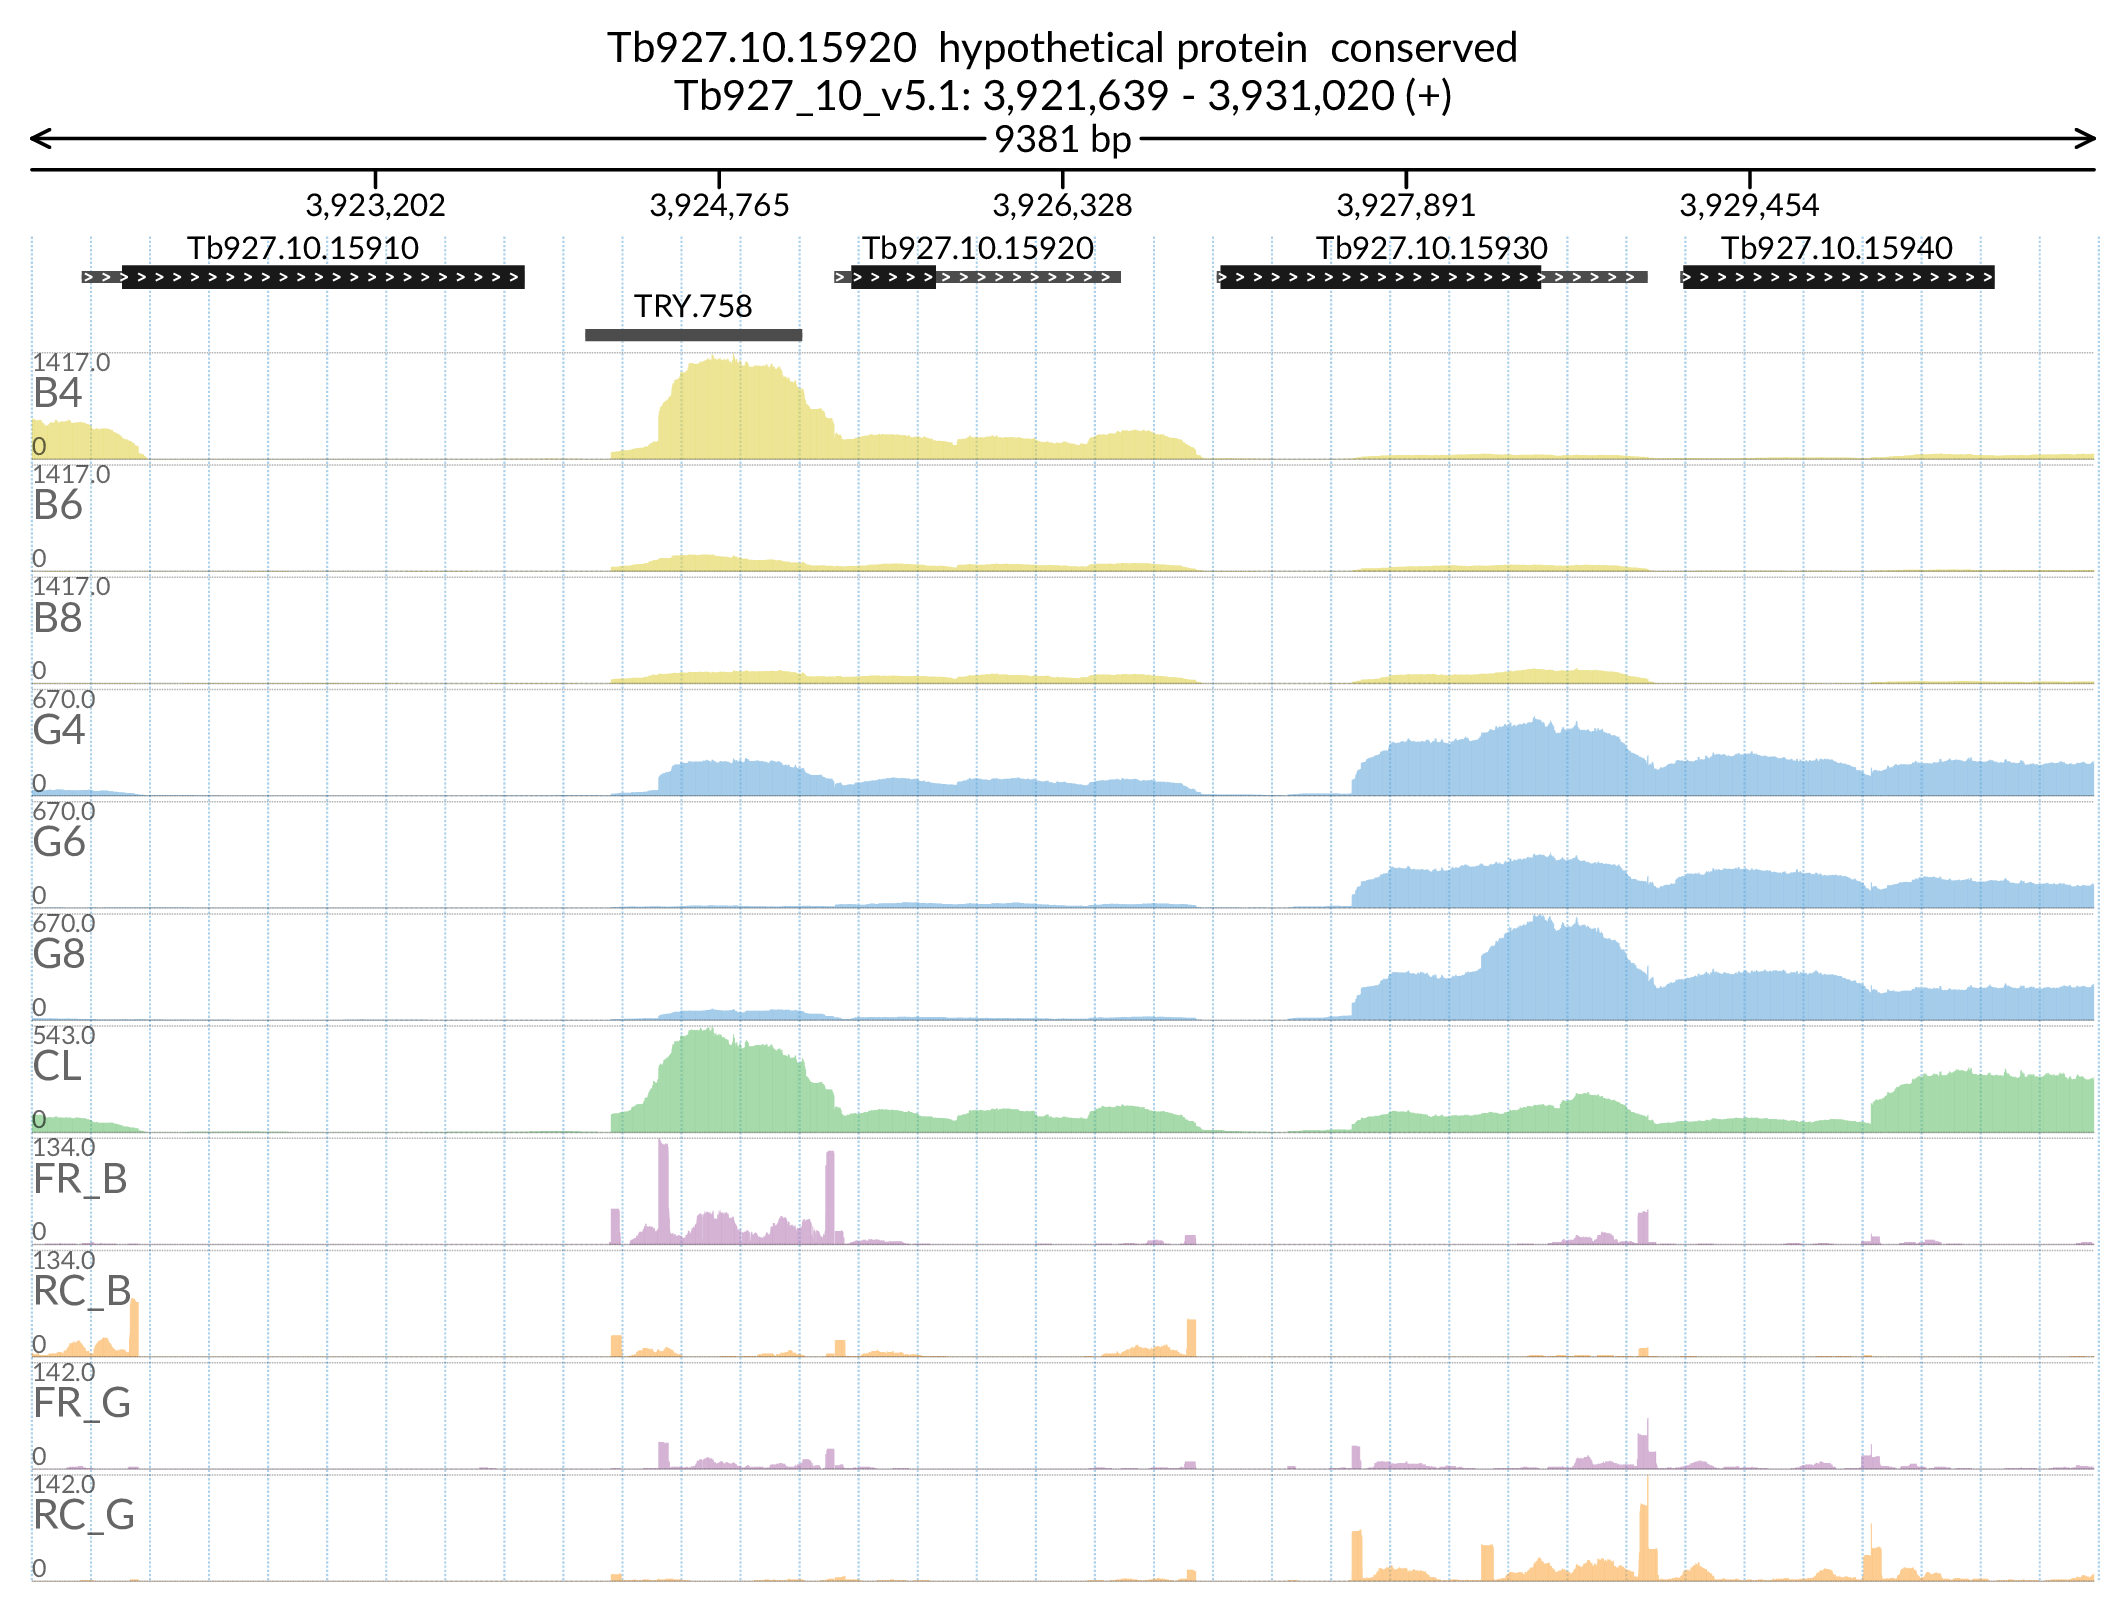 Tb927.10.15920 hypothetical protein conserved
Tb927_10_v5.1: 3,921,639 - 3,931,020 (+)
9381 bp
3,923,202 3,924,765 3,926,328 3,927,891 3,929,454
Tb927.10.15910 Tb927.10.15920 Tb927.10.15930 Tb927.10.15940
TRY.758
1417.0
B4
0
1417.0
B6
0
1417.0
B8
0
670.0
G4
0
670.0
G6
0
670.0
G8
0
543.0
CL
0
134.0
FR_B
0
134.0
RC_B
0
142.0
FR_G
0
142.0
RC_G
0